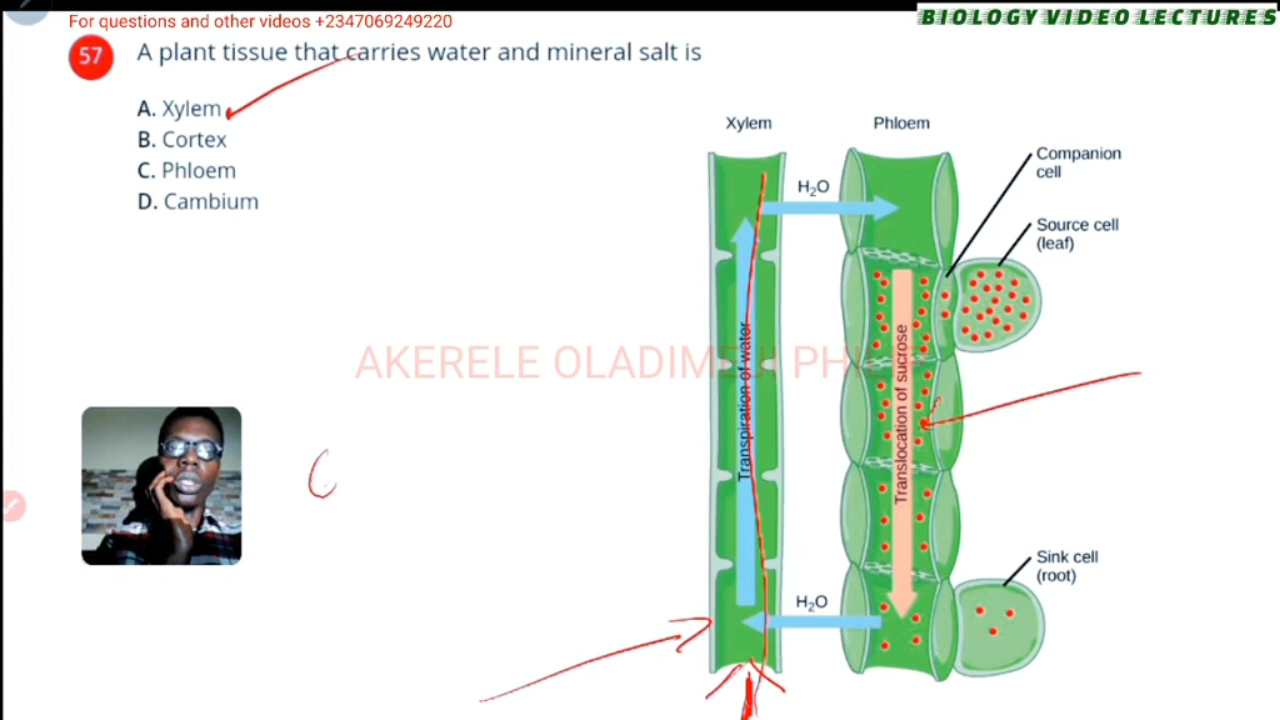 For questions and other videos +2347069249220
BIOLOGY VIDEO LECTURES
57 A plant tissue that carries water and mineral salt is
A. Xylem
B. Cortex
C. Phloem
D. Cambium
Xylem
Phloem
Companion
cell
H₂O
Source cell
(leaf)
Transpiration of water
Translocation of sucrose
AKERELE OLADIMEJI PHI
Sink cell
(root)
H₂O